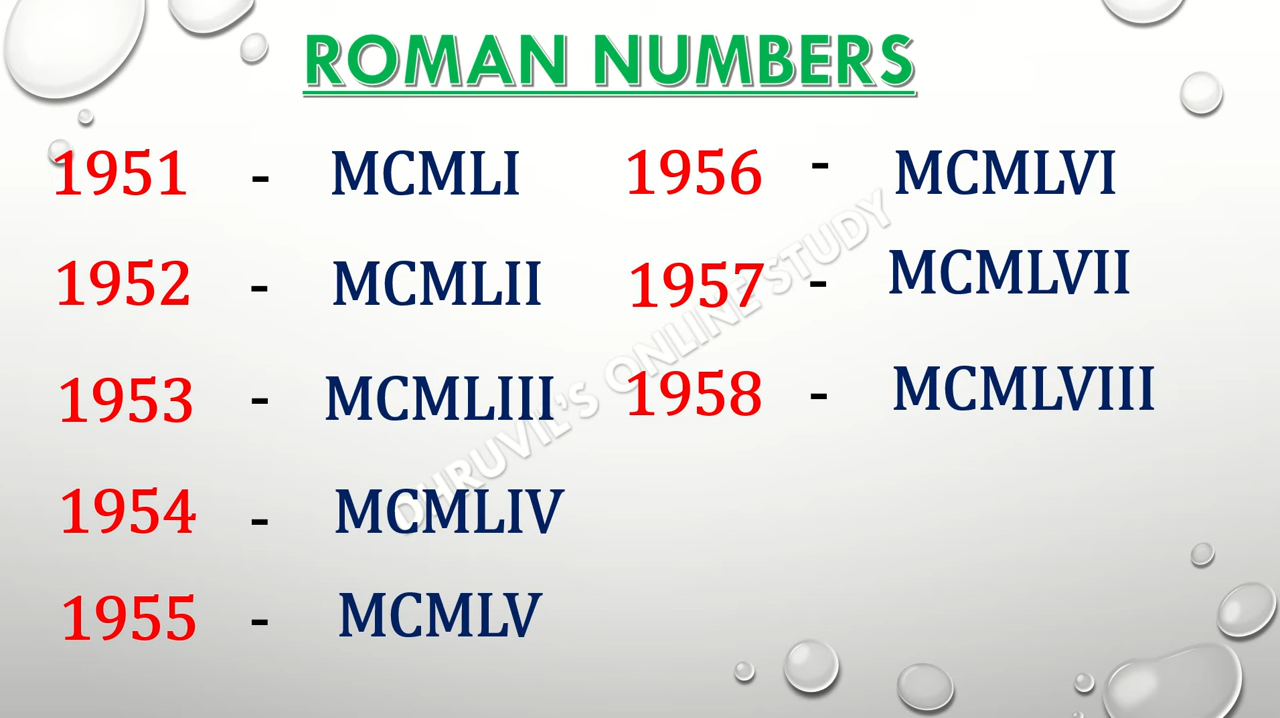 ROMAN NUMBERS
1951 - MCMLI
1952 - MCMLII
1953 - MCMLIII
1954 - MCMLIV
1955 - MCMLV
1956 - MCMLVI
1957 - MCMLVII
1958 - MCMLVIII
DHRUVIL'S ONLINE STUDY